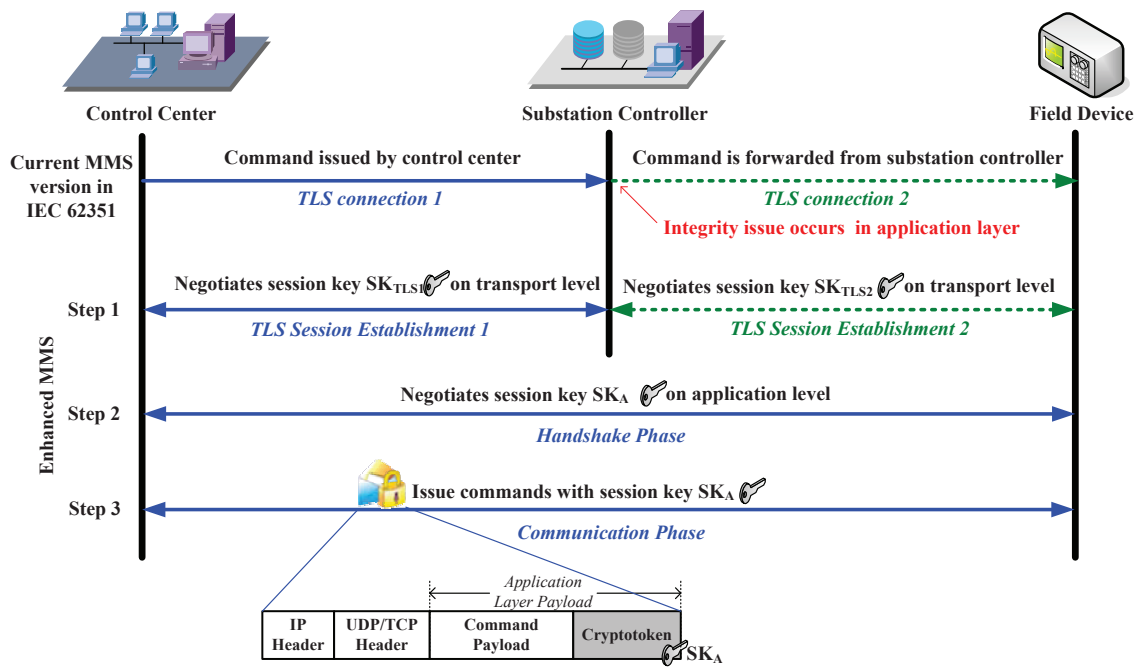 Control Center
Substation Controller
Field Device
Current MMS
version in
IEC 62351
Command issued by control center
TLS connection 1
Command is forwarded from substation controller
TLS connection 2
Integrity issue occurs in application layer
Enhanced MMS
Step 1
Negotiates session key SKTLS1 on transport level
TLS Session Establishment 1
Negotiates session key SKTLS2 on transport level
TLS Session Establishment 2
Step 2
Negotiates session key SKA on application level
Handshake Phase
Step 3
Issue commands with session key SKA
Communication Phase
Application
Layer Payload
IP
Header
UDP/TCP
Header
Command
Payload
Cryptotoken
SKA